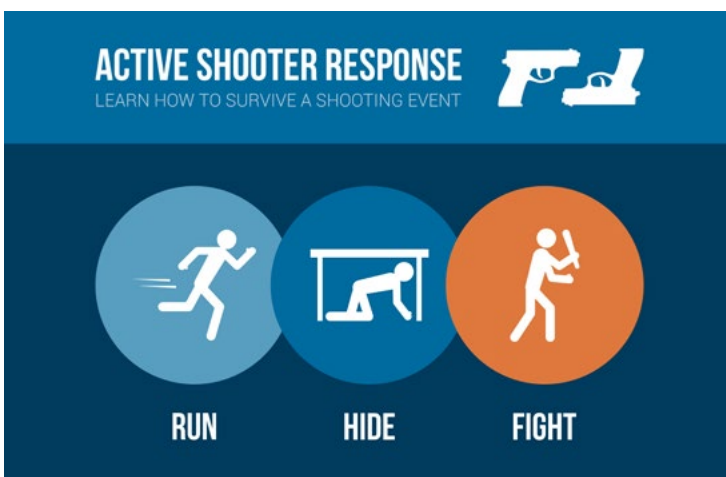 ACTIVE SHOOTER RESPONSE
LEARN HOW TO SURVIVE A SHOOTING EVENT
RUN
HIDE
FIGHT